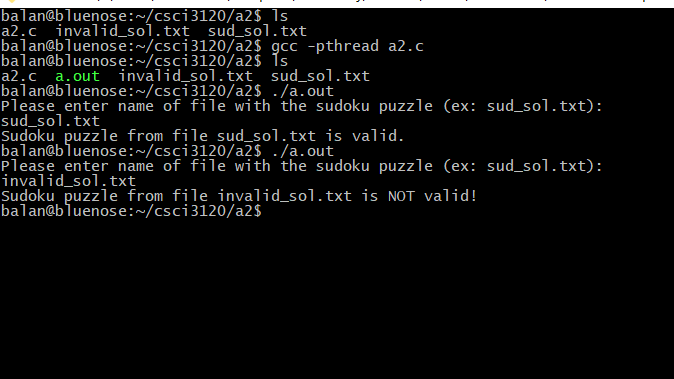 balan@bluenose:~/csci3120/a2$ ls
a2.c  invalid_sol.txt  sud_sol.txt
balan@bluenose:~/csci3120/a2$ gcc -pthread a2.c
balan@bluenose:~/csci3120/a2$ ls
a2.c  a.out  invalid_sol.txt  sud_sol.txt
balan@bluenose:~/csci3120/a2$ ./a.out
Please enter name of file with the sudoku puzzle (ex: sud_sol.txt):
sud_sol.txt
Sudoku puzzle from file sud_sol.txt is valid.
balan@bluenose:~/csci3120/a2$ ./a.out
Please enter name of file with the sudoku puzzle (ex: sud_sol.txt):
invalid_sol.txt
Sudoku puzzle from file invalid_sol.txt is NOT valid!
balan@bluenose:~/csci3120/a2$